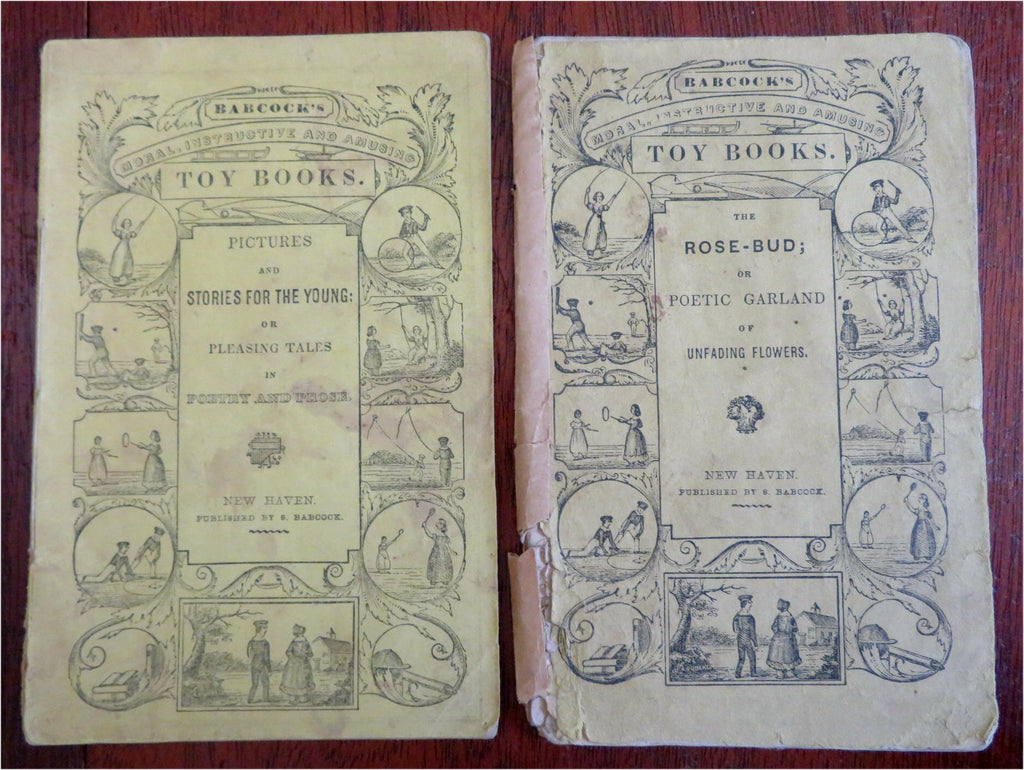 BABCOCK'S
MORAL, INSTRUCTIVE AND AMUSING
TOY BOOKS.
PICTURES
AND
STORIES FOR THE YOUNG:
OR
PLEASING TALES
IN
POETRY AND PROSE.
NEW HAVEN.
PUBLISHED BY S. BABCOCK.
BABCOCK'S
MORAL, INSTRUCTIVE AND AMUSING
TOY BOOKS.
THE
ROSE-BUD;
OR
POETIC GARLAND
OF
UNFADING FLOWERS.
NEW HAVEN.
PUBLISHED BY S. BABCOCK.